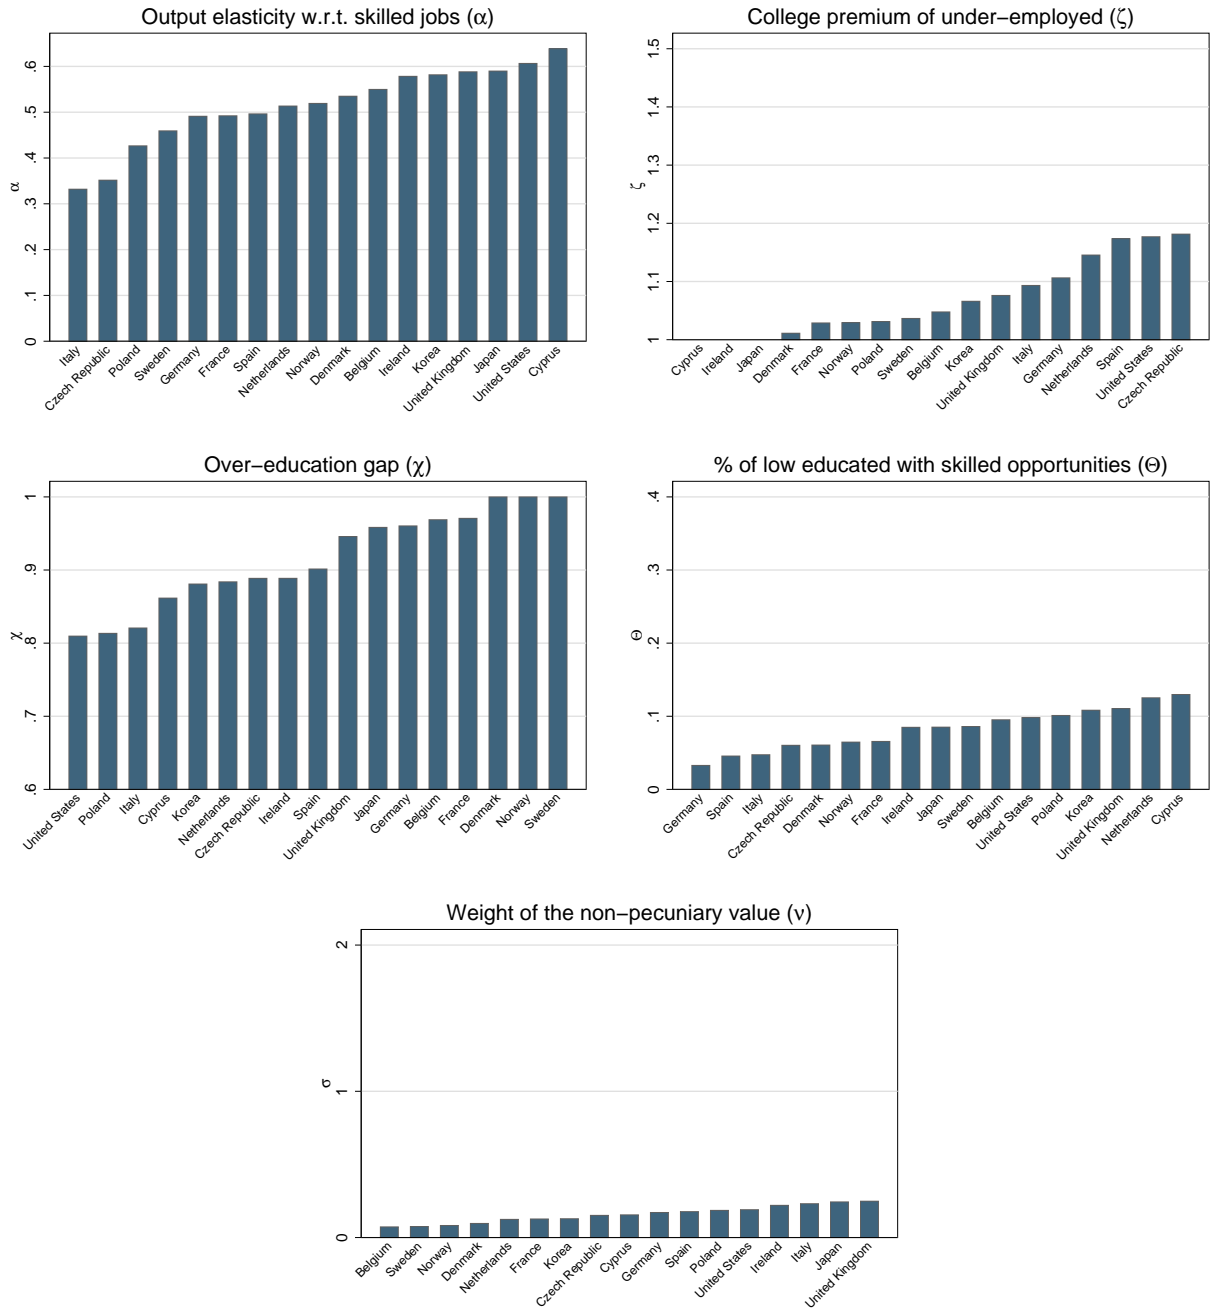 Output elasticity w.r.t. skilled jobs (α)
α
.6
.5
.4
.3
.2
.1
0
Italy
Czech Republic
Poland
Sweden
Germany
France
Spain
Netherlands
Norway
Denmark
Belgium
Ireland
Korea
United Kingdom
Japan
United States
Cyprus
College premium of under−employed (ζ)
ζ
1.5
1.4
1.3
1.2
1.1
1
Cyprus
Ireland
Japan
Denmark
France
Norway
Poland
Sweden
Belgium
Korea
United Kingdom
Italy
Germany
Netherlands
Spain
United States
Czech Republic
Over−education gap (χ)
χ
1
.9
.8
.7
.6
United States
Poland
Italy
Cyprus
Korea
Netherlands
Czech Republic
Ireland
Spain
United Kingdom
Japan
Germany
Belgium
France
Denmark
Norway
Sweden
% of low educated with skilled opportunities (Θ)
Θ
.4
.3
.2
.1
0
Germany
Spain
Italy
Czech Republic
Denmark
Norway
France
Ireland
Japan
Sweden
Belgium
United States
Poland
Korea
United Kingdom
Netherlands
Cyprus
Weight of the non−pecuniary value (ν)
σ
2
1
0
Belgium
Sweden
Norway
Denmark
Netherlands
France
Korea
Czech Republic
Cyprus
Germany
Spain
Poland
United States
Ireland
Italy
Japan
United Kingdom